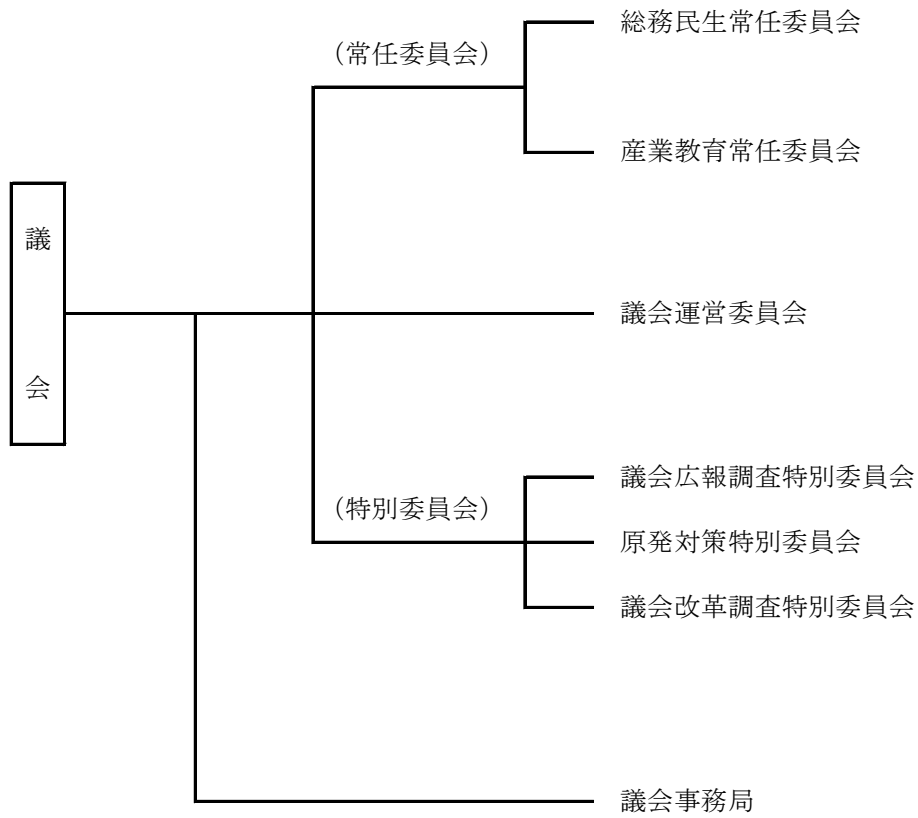 総務民生常任委員会
（常任委員会）
産業教育常任委員会
議会
議会運営委員会
議会広報調査特別委員会
（特別委員会）
原発対策特別委員会
議会改革調査特別委員会
議会事務局